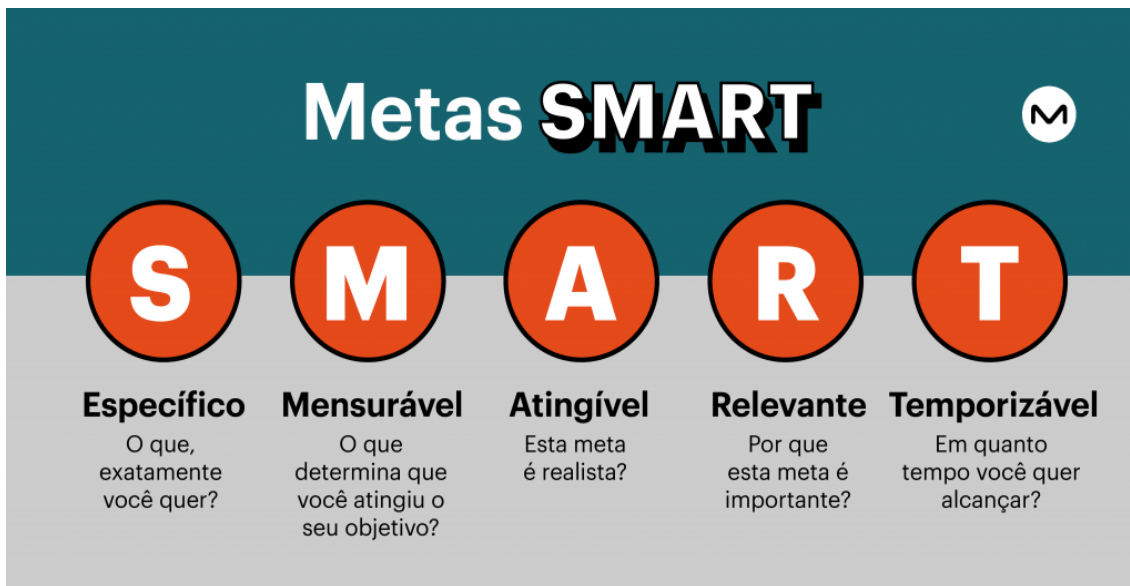 Metas SMART
S
M
A
R
T
Específico
O que,
exatamente
você quer?
Mensurável
O que
determina que
você atingiu o
seu objetivo?
Atingível
Esta meta
é realista?
Relevante
Por que
esta meta é
importante?
Temporizável
Em quanto
tempo você quer
alcançar?